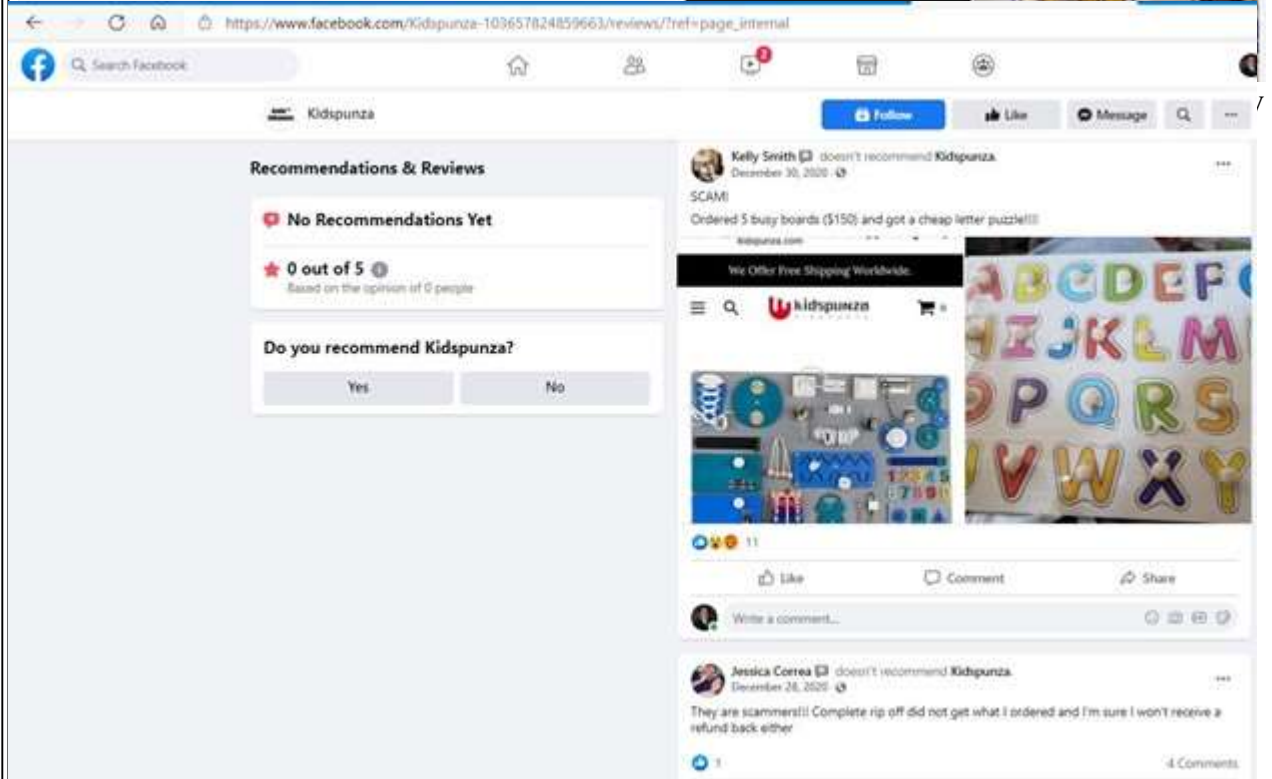 https://www.facebook.com/Kidspunza-103657824859663/reviews/?ref=page_internal
Search Facebook
2
Kidspunza
Follow
Like
Message
Recommendations & Reviews
No Recommendations Yet
0 out of 5
Based on the opinion of 0 people
Do you recommend Kidspunza?
Yes
No
Kelly Smith doesn't recommend Kidspunza.
December 30, 2020
SCAM!
Ordered 5 busy boards ($150) and got a cheap letter puzzle!!!!
kidspunza.com
We Offer Free Shipping Worldwide.
kidspunza
0
A B C D E F
I J K L M
O P Q R S
V W X Y
11
Like
Comment
Share
Write a comment...
Jessica Correa doesn't recommend Kidspunza.
December 28, 2020
They are scammers!!! Complete rip off did not get what I ordered and I'm sure I won't receive a
refund back either
1
4 Comments